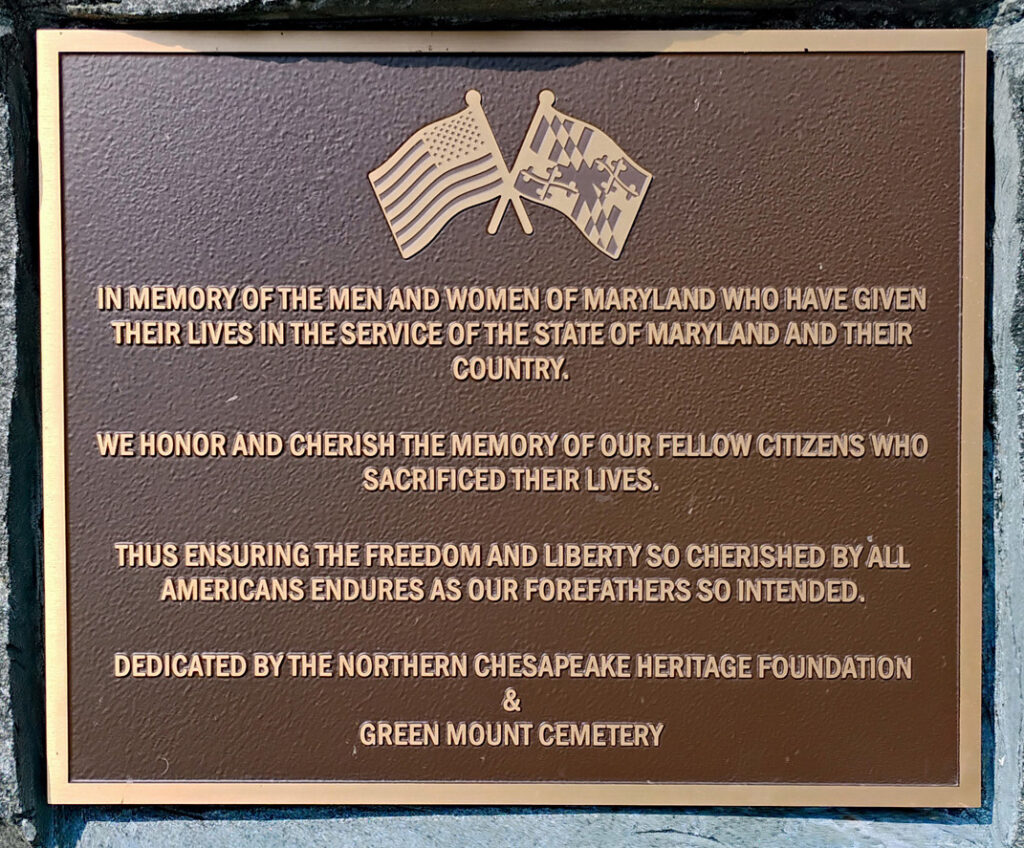 IN MEMORY OF THE MEN AND WOMEN OF MARYLAND WHO HAVE GIVEN
THEIR LIVES IN THE SERVICE OF THE STATE OF MARYLAND AND THEIR
COUNTRY.
WE HONOR AND CHERISH THE MEMORY OF OUR FELLOW CITIZENS WHO
SACRIFICED THEIR LIVES.
THUS ENSURING THE FREEDOM AND LIBERTY SO CHERISHED BY ALL
AMERICANS ENDURES AS OUR FOREFATHERS SO INTENDED.
DEDICATED BY THE NORTHERN CHESAPEAKE HERITAGE FOUNDATION
&
GREEN MOUNT CEMETERY